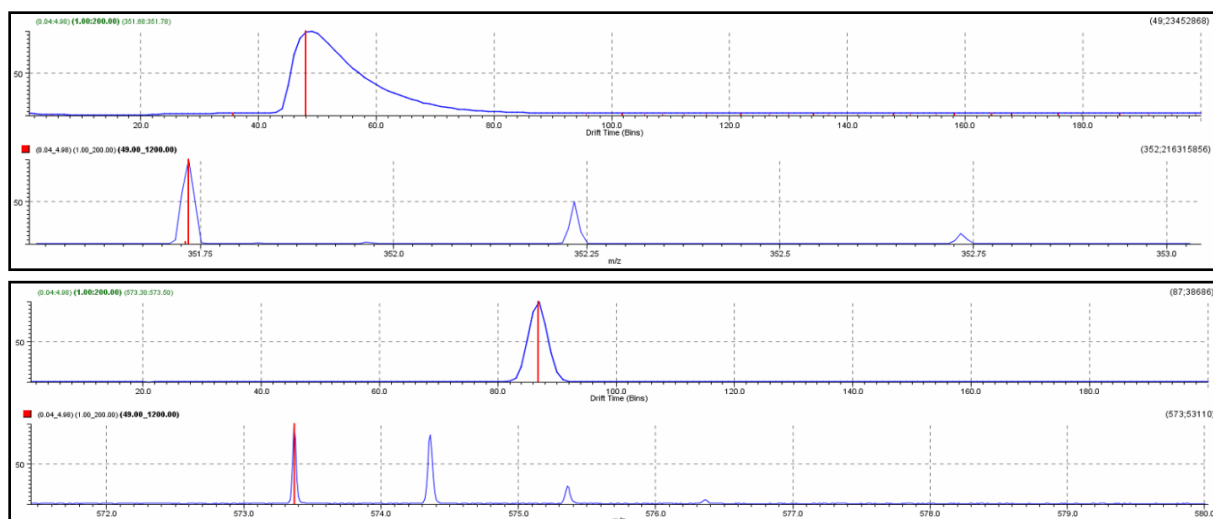 (0.04:4.98) (1.00:200.00) (351.68:351.78) (49;23452868)
50
20.0 40.0 60.0 80.0 100.0 120.0 140.0 160.0 180.0
Drift Time (Bins)
(0.04_4.98) (1.00_200.00) (49.00_1200.00) (352;216315856)
50
351.75 352.0 352.25 352.5 352.75 353.0
m/z
(0.04:4.98) (1.00:200.00) (573.30:573.50) (87;38686)
50
20.0 40.0 60.0 80.0 100.0 120.0 140.0 160.0 180.0
Drift Time (Bins)
(0.04_4.98) (1.00_200.00) (49.00_1200.00) (573;53110)
50
572.0 573.0 574.0 575.0 576.0 577.0 578.0 579.0 580.0